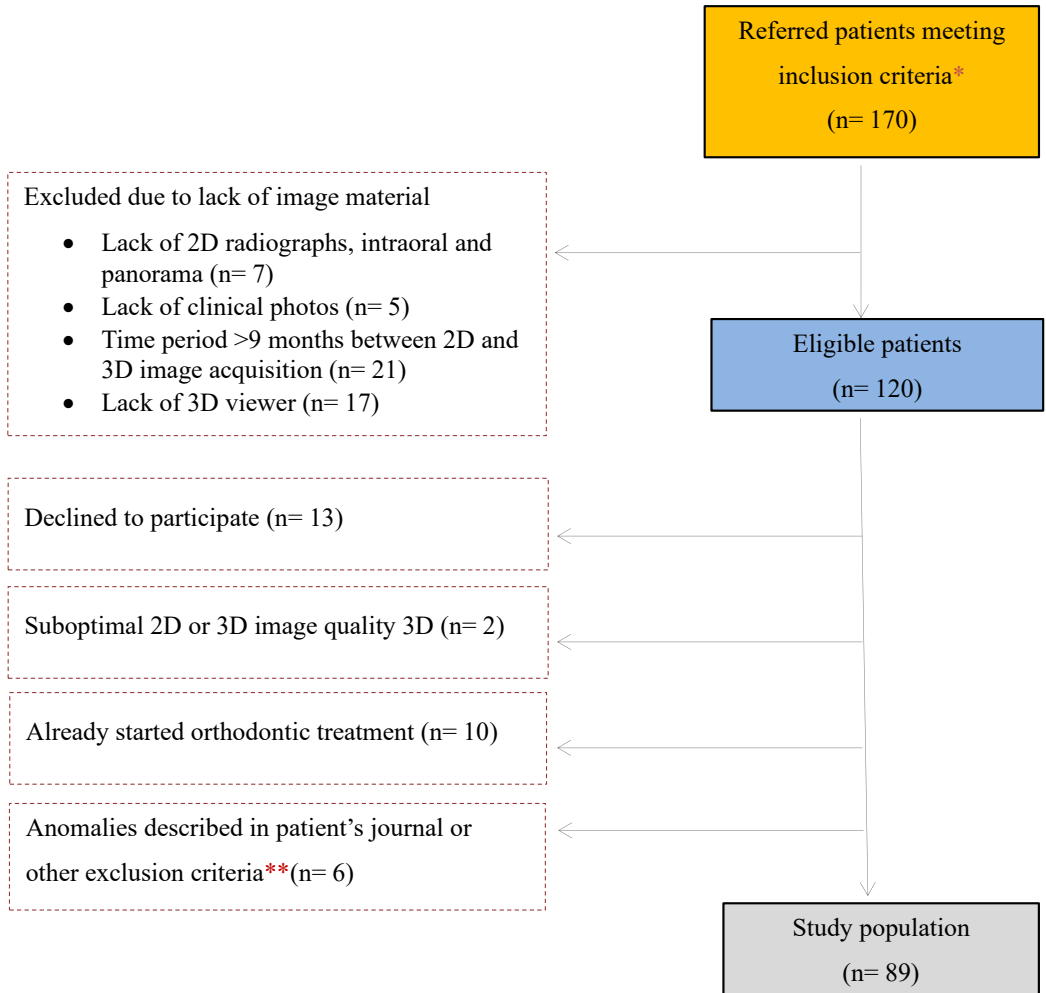 Referred patients meeting
inclusion criteria*
(n= 170)
Excluded due to lack of image material
• Lack of 2D radiographs, intraoral and
panorama (n= 7)
• Lack of clinical photos (n= 5)
• Time period >9 months between 2D and
3D image acquisition (n= 21)
• Lack of 3D viewer (n= 17)
Eligible patients
(n= 120)
Declined to participate (n= 13)
Suboptimal 2D or 3D image quality 3D (n= 2)
Already started orthodontic treatment (n= 10)
Anomalies described in patient’s journal or
other exclusion criteria**(n= 6)
Study population
(n= 89)